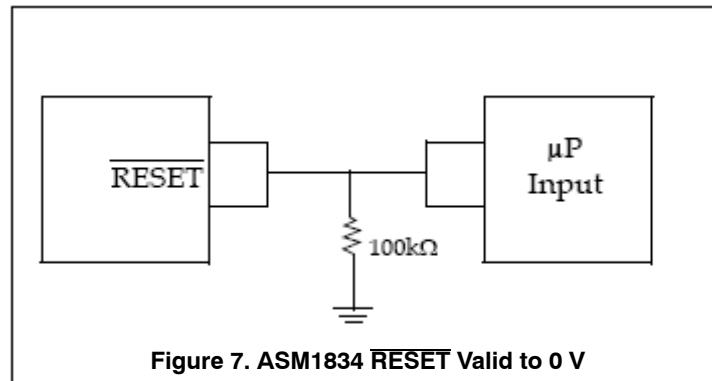 RESET
µP
Input
100kΩ
Figure 7. ASM1834 RESET Valid to 0 V